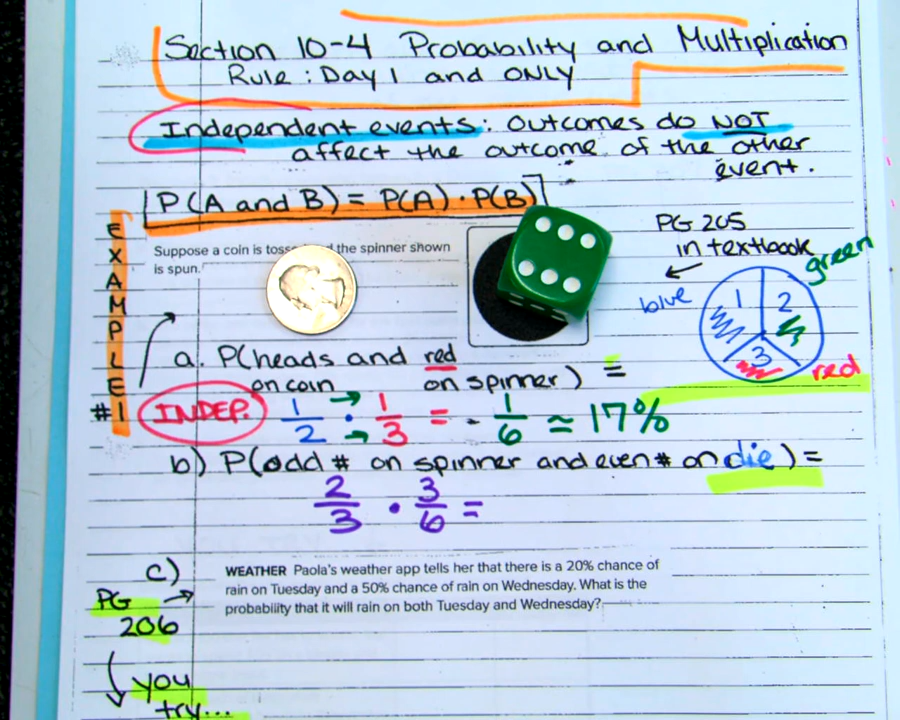 Section 10-4 Probability and Multiplication
Rule: Day 1 and ONLY
Independent events: Outcomes do NOT
affect the outcome of the other
event.
P(A and B) = P(A) · P(B)
EXAMPLE
#1
Suppose a coin is toss the spinner shown
is spun.
PG 205
in textbook
green
blue
1
2
3
red
a. P(heads and red =
on coin on spinner)
INDEP. 1/2 · 1/3 = 1/6 ≈ 17%
b) P(odd # on spinner and even # on die) =
2/3 · 3/6 =
c)
PG
206
WEATHER Paola's weather app tells her that there is a 20% chance of
rain on Tuesday and a 50% chance of rain on Wednesday. What is the
probability that it will rain on both Tuesday and Wednesday?
you
try...